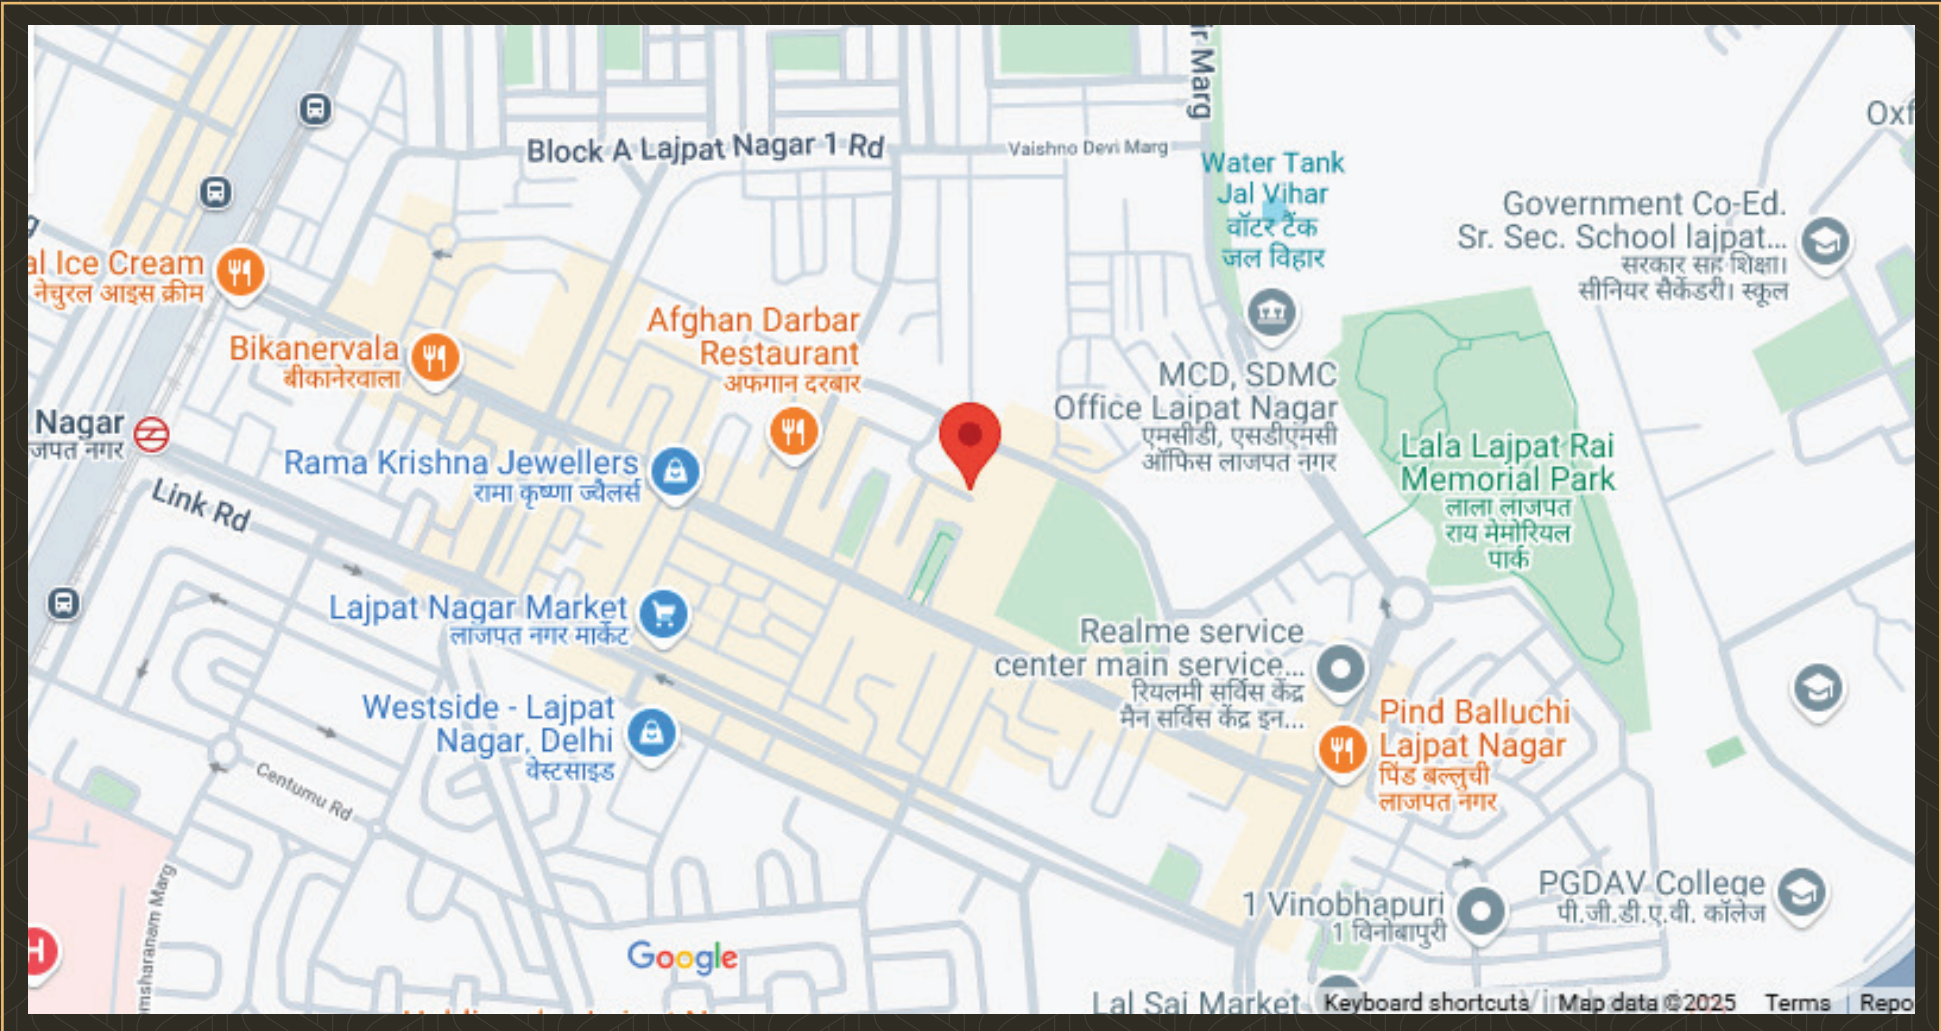 Block A Lajpat Nagar 1 Rd
Vaishno Devi Marg
Marg
Oxf
Water Tank
Jal Vihar
वॉटर टैंक
जल विहार
Government Co-Ed.
Sr. Sec. School lajpat...
सरकार सह शिक्षा।
सीनियर सैकेंडरी। स्कूल
al Ice Cream
नेचुरल आइस क्रीम
Bikanervala
बीकानेरवाला
Afghan Darbar
Restaurant
अफगान दरबार
MCD, SDMC
Office Lajpat Nagar
एमसीडी, एसडीएमसी
ऑफिस लाजपत नगर
Nagar
जपत नगर
Rama Krishna Jewellers
रामा कृष्णा ज्वैलर्स
Lala Lajpat Rai
Memorial Park
लाला लाजपत
राय मेमोरियल
पार्क
Link Rd
Lajpat Nagar Market
लाजपत नगर मार्केट
Realme service
center main service...
रियलमी सर्विस केंद्र
मैन सर्विस केंद्र इन...
Westside - Lajpat
Nagar, Delhi
वेस्टसाइड
Pind Balluchi
Lajpat Nagar
पिंड बल्लुची
लाजपत नगर
Centumu Rd
omsharanam Marg
1 Vinobhapuri
1 विनोबापुरी
PGDAV College
पी.जी.डी.ए.वी. कॉलेज
H
Google
Lal Sai Market
Keyboard shortcuts
Map data ©2025
Terms
Repo